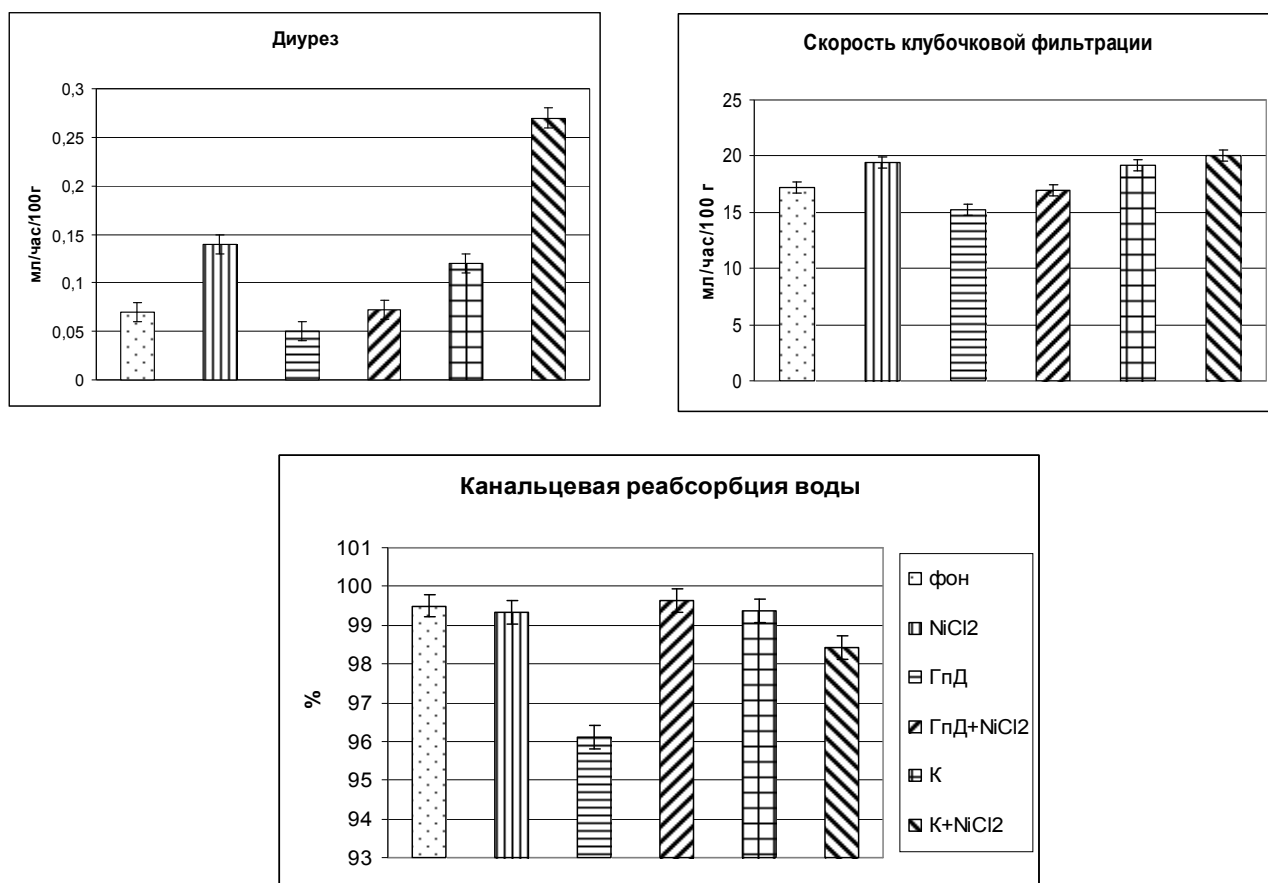 Диурез
0,3
0,25
0,2
0,15
0,1
0,05
0
мл/час/100г
Скорость клубочковой фильтрации
25
20
15
10
5
0
мл/час/100 г
Канальцевая реабсорбция воды
101
100
99
98
97
96
95
94
93
%
фон
NiCl2
ГпД
ГпД+NiCl2
К
К+NiCl2